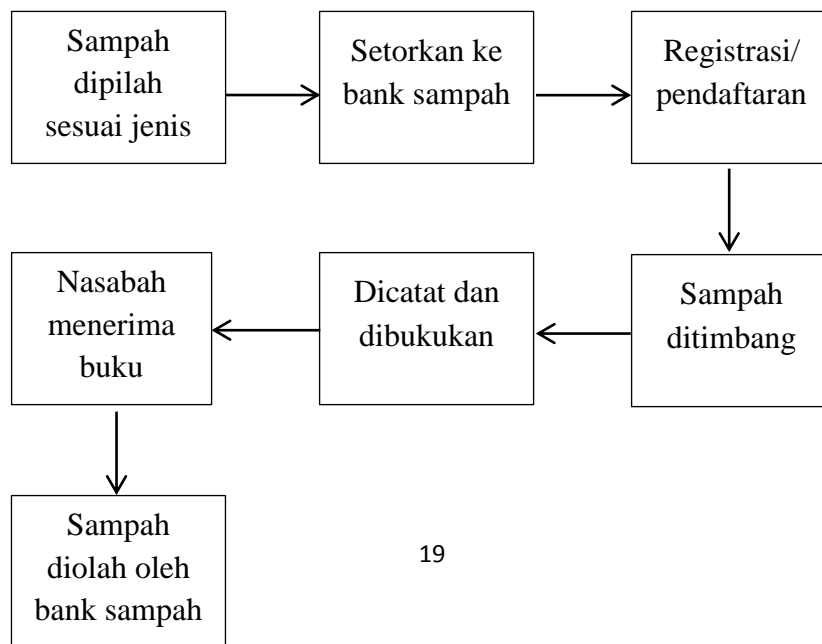 Sampah
dipilah
sesuai jenis
Setorkan ke
bank sampah
Registrasi/
pendaftaran
Sampah
ditimbang
Dicatat dan
dibukukan
Nasabah
menerima
buku
Sampah
diolah oleh
bank sampah
19